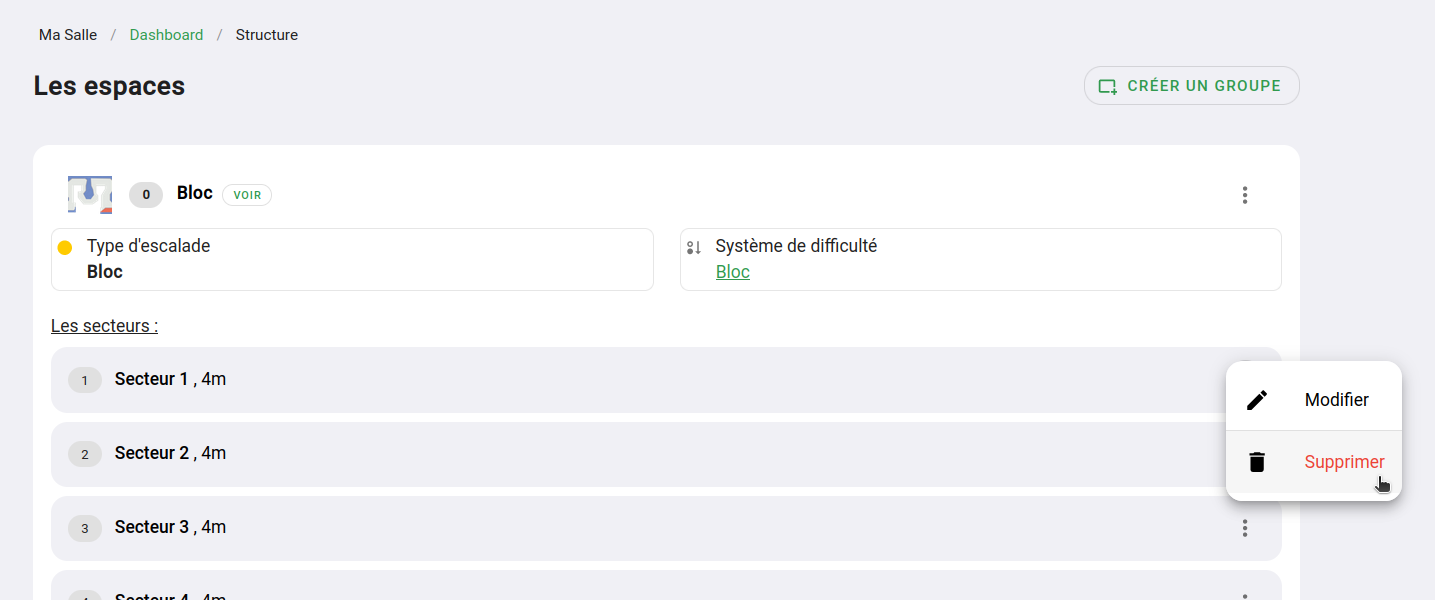 Ma Salle / Dashboard / Structure
Les espaces
CRÉER UN GROUPE
0 Bloc VOIR
Type d'escalade
Bloc
Système de difficulté
Bloc
Les secteurs :
1 Secteur 1 , 4m
2 Secteur 2 , 4m
3 Secteur 3 , 4m
4 Secteur 4 , 4m
Modifier
Supprimer